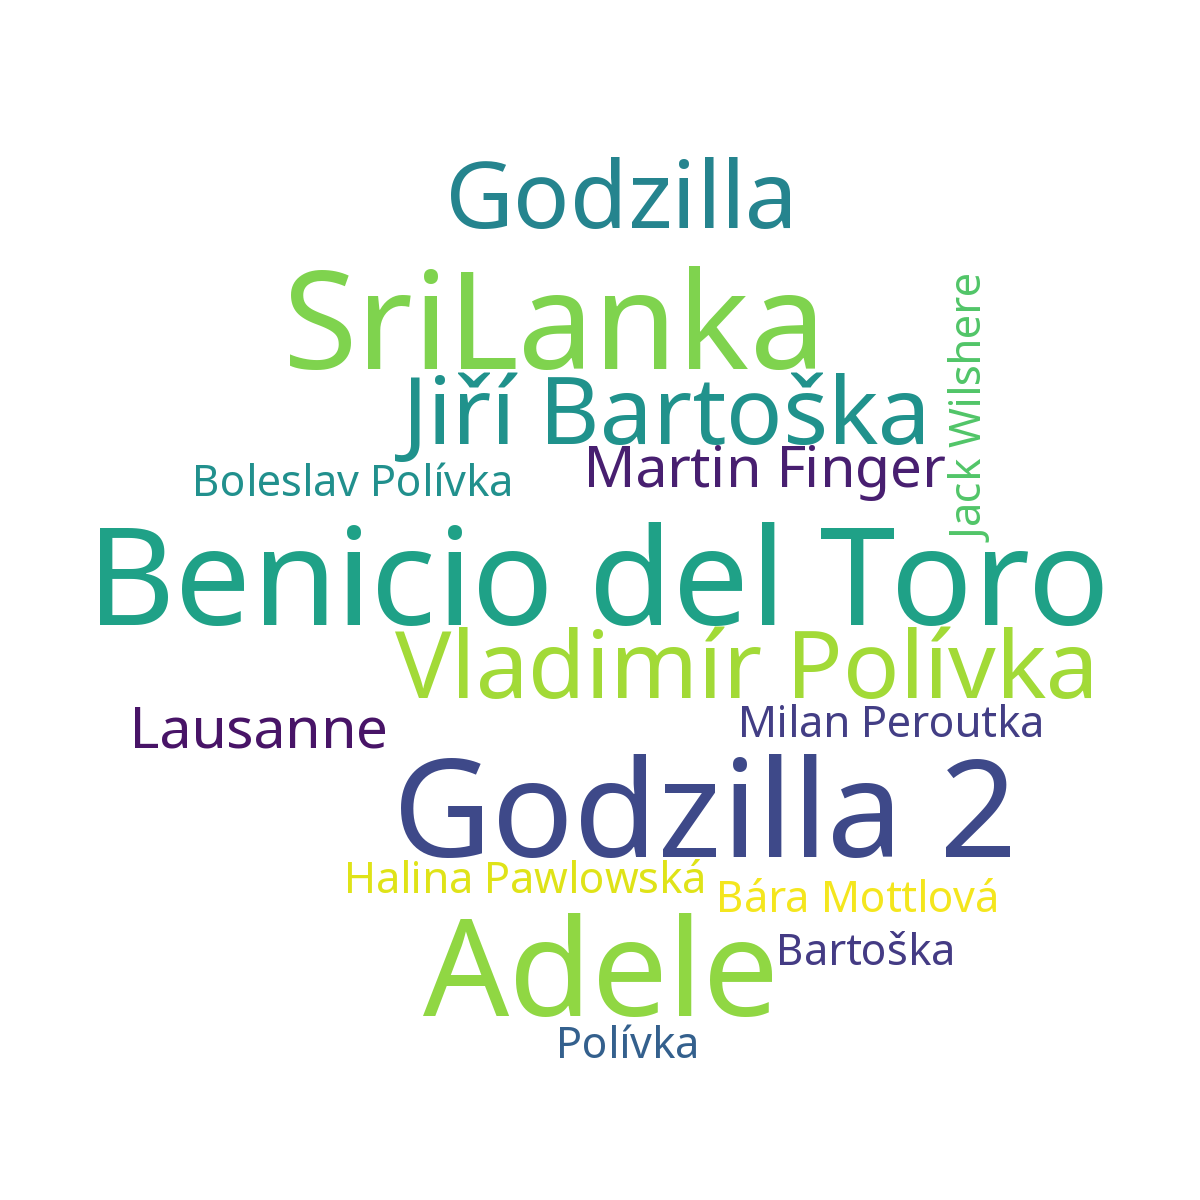 Godzilla
SriLanka
Jack Wilshere
Jiří Bartoška
Martin Finger
Boleslav Polívka
Benicio del Toro
Vladimír Polívka
Lausanne
Milan Peroutka
Godzilla 2
Halina Pawlowská
Bára Mottlová
Adele
Bartoška
Polívka